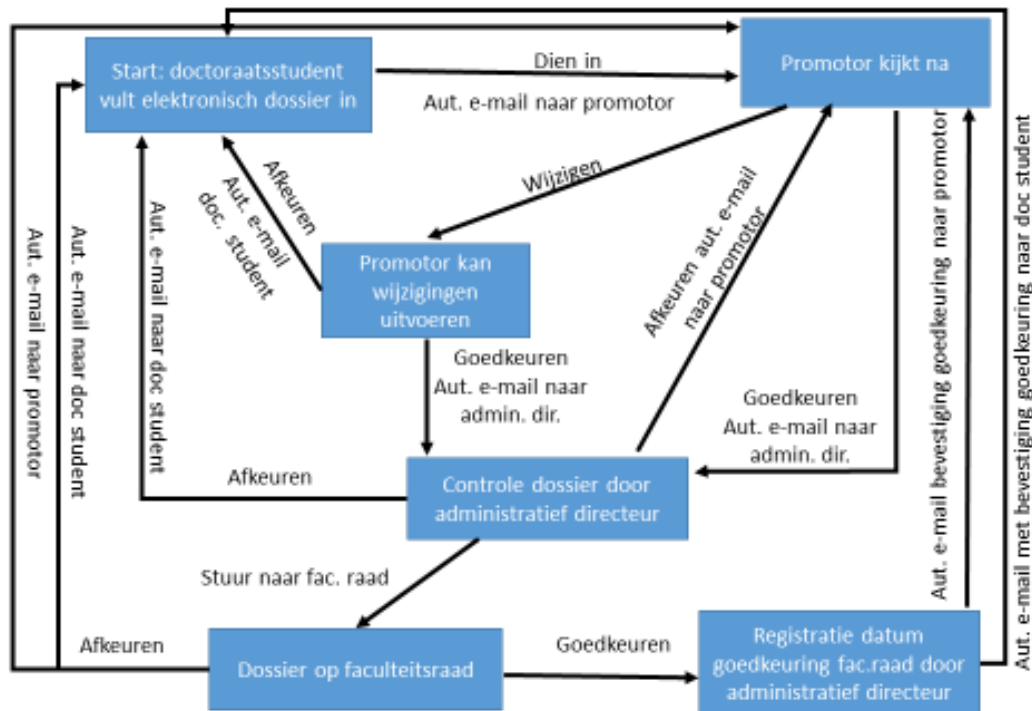 Start: doctoraatsstudent
vult elektronisch dossier in
Dien in
Aut. e-mail naar promotor
Promotor kijkt na
Wijzigen
Afkeuren
Aut. e-mail
doc. student
Promotor kan
wijzigingen
uitvoeren
Afkeuren aut. e-mail
naar promotor
Goedkeuren
Aut. e-mail naar
admin. dir.
Goedkeuren
Aut. e-mail naar
admin. dir.
Aut. e-mail naar promotor
Aut. e-mail naar doc student
Aut. e-mail naar doc student
Aut. e-mail bevestiging goedkeuring naar promotor
Aut. e-mail met bevestiging goedkeuring naar doc student
Afkeuren
Controle dossier door
administratief directeur
Stuur naar fac. raad
Afkeuren
Dossier op faculteitsraad
Goedkeuren
Registratie datum
goedkeuring fac.raad door
administratief directeur